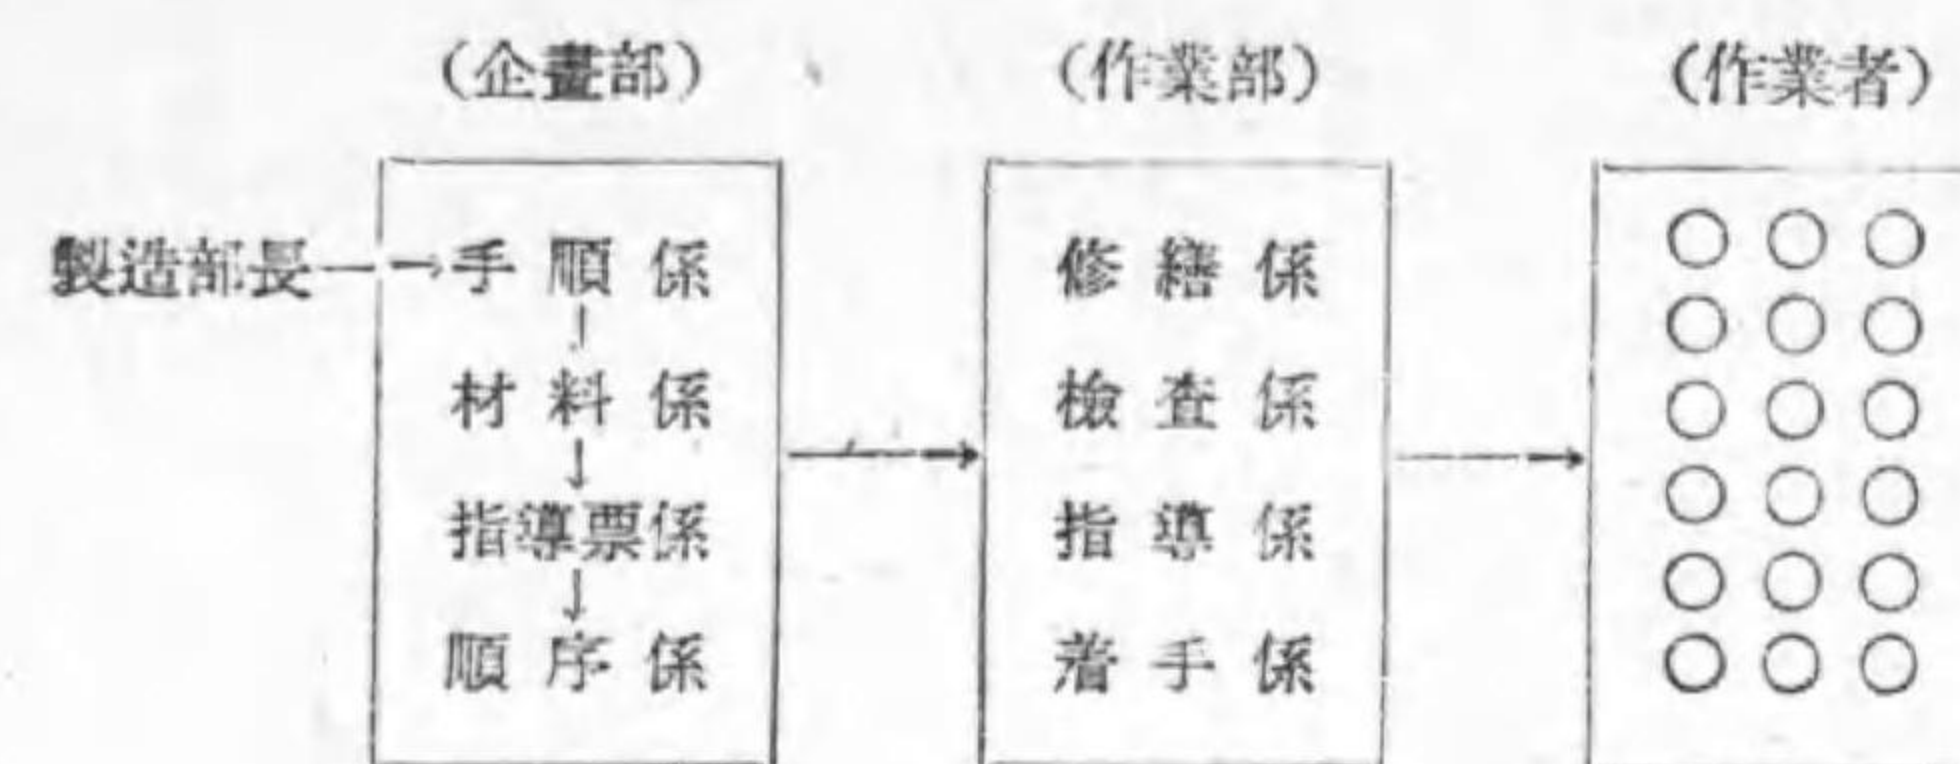 （企畫部）
（作業部）
（作業者）
製造部長
手順係
材料係
指導票係
順序係
修繕係
檢査係
指導係
着手係